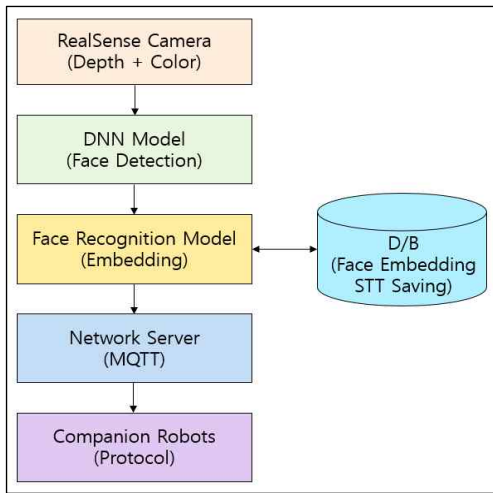 RealSense Camera
(Depth + Color)
DNN Model
(Face Detection)
Face Recognition Model
(Embedding)
D/B
(Face Embedding
STT Saving)
Network Server
(MQTT)
Companion Robots
(Protocol)